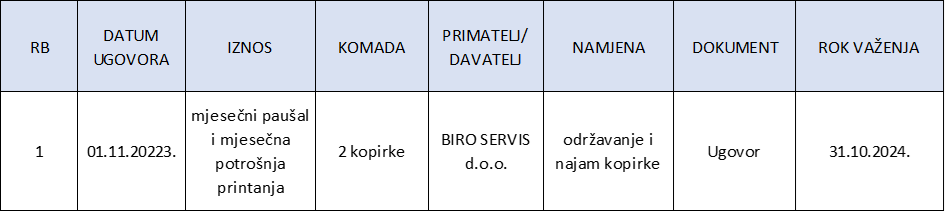 RB
DATUM
UGOVORA
IZNOS
KOMADA
PRIMATELJ/
DAVATELJ
NAMJENA
DOKUMENT
ROK VAŽENJA
1
01.11.20223.
mjesečni paušal
i mjesečna
potrošnja
printanja
2 kopirke
BIRO SERVIS
d.o.o.
održavanje i
najam kopirke
Ugovor
31.10.2024.